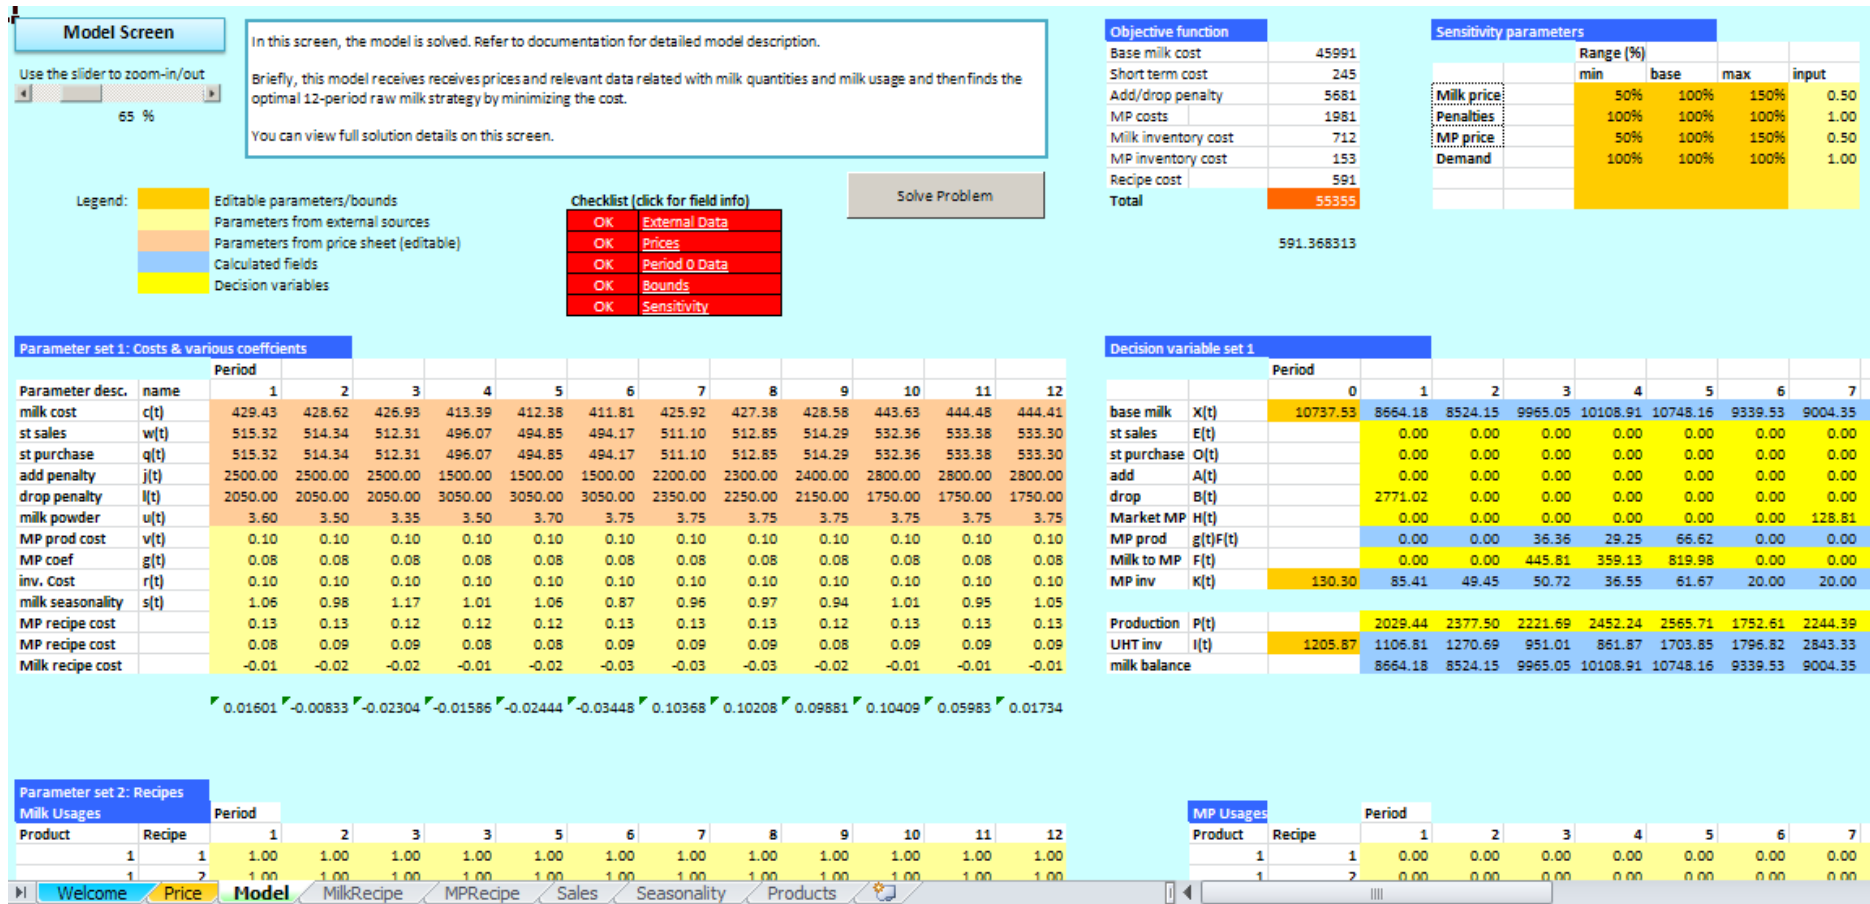 Model Screen
Use the slider to zoom-in/out
65 %
In this screen, the model is solved. Refer to documentation for detailed model description.
Briefly, this model receives receives prices and relevant data related with milk quantities and milk usage and then finds the
optimal 12-period raw milk strategy by minimizing the cost.
You can view full solution details on this screen.
Legend:
Editable parameters/bounds
Parameters from external sources
Parameters from price sheet (editable)
Calculated fields
Decision variables
Checklist (click for field info)
OK External Data
OK Prices
OK Period 0 Data
OK Bounds
OK Sensitivity
Solve Problem
Objective function
Base milk cost 45991
Short term cost 245
Add/drop penalty 5681
MP costs 1981
Milk inventory cost 712
MP inventory cost 153
Recipe cost 591
Total 55355
591.368313
Sensitivity parameters
Range (%)
min base max input
Milk price 50% 100% 150% 0.50
Penalties 100% 100% 100% 1.00
MP price 50% 100% 150% 0.50
Demand 100% 100% 100% 1.00
Parameter set 1: Costs & various coeffcients
Period
Parameter desc. name 1 2 3 4 5 6 7 8 9 10 11 12
milk cost c(t) 429.43 428.62 426.93 413.39 412.38 411.81 425.92 427.38 428.58 443.63 444.48 444.41
st sales w(t) 515.32 514.34 512.31 496.07 494.85 494.17 511.10 512.85 514.29 532.36 533.38 533.30
st purchase q(t) 515.32 514.34 512.31 496.07 494.85 494.17 511.10 512.85 514.29 532.36 533.38 533.30
add penalty j(t) 2500.00 2500.00 2500.00 1500.00 1500.00 1500.00 2200.00 2300.00 2400.00 2800.00 2800.00 2800.00
drop penalty l(t) 2050.00 2050.00 2050.00 3050.00 3050.00 3050.00 2350.00 2250.00 2150.00 1750.00 1750.00 1750.00
milk powder u(t) 3.60 3.50 3.35 3.50 3.70 3.75 3.75 3.75 3.75 3.75 3.75 3.75
MP prod cost v(t) 0.10 0.10 0.10 0.10 0.10 0.10 0.10 0.10 0.10 0.10 0.10 0.10
MP coef g(t) 0.08 0.08 0.08 0.08 0.08 0.08 0.08 0.08 0.08 0.08 0.08 0.08
inv. Cost r(t) 0.10 0.10 0.10 0.10 0.10 0.10 0.10 0.10 0.10 0.10 0.10 0.10
milk seasonality s(t) 1.06 0.98 1.17 1.01 1.06 0.87 0.96 0.97 0.94 1.01 0.95 1.05
MP recipe cost 0.13 0.13 0.12 0.12 0.12 0.13 0.13 0.13 0.12 0.13 0.13 0.13
MP recipe cost 0.08 0.09 0.09 0.08 0.08 0.09 0.09 0.09 0.08 0.09 0.09 0.09
Milk recipe cost -0.01 -0.02 -0.02 -0.01 -0.02 -0.03 -0.03 -0.03 -0.02 -0.01 -0.01 -0.01
0.01601 -0.00833 -0.02304 -0.01586 -0.02444 -0.03448 0.10368 0.10208 0.09881 0.10409 0.05983 0.01734
Decision variable set 1
Period
0 1 2 3 4 5 6 7
base milk X(t) 10737.53 8664.18 8524.15 9965.05 10108.91 10748.16 9339.53 9004.35
st sales E(t) 0.00 0.00 0.00 0.00 0.00 0.00 0.00
st purchase O(t) 0.00 0.00 0.00 0.00 0.00 0.00 0.00
add A(t) 0.00 0.00 0.00 0.00 0.00 0.00 0.00
drop B(t) 2771.02 0.00 0.00 0.00 0.00 0.00 0.00
Market MP H(t) 0.00 0.00 0.00 0.00 0.00 0.00 128.81
MP prod g(t)F(t) 0.00 0.00 36.36 29.25 66.62 0.00 0.00
Milk to MP F(t) 0.00 0.00 445.81 359.13 819.98 0.00 0.00
MP inv K(t) 130.30 85.41 49.45 50.72 36.55 61.67 20.00 20.00
Production P(t) 2029.44 2377.50 2221.69 2452.24 2565.71 1752.61 2244.39
UHT inv I(t) 1205.87 1106.81 1270.69 951.01 861.87 1703.85 1796.82 2843.33
milk balance 8664.18 8524.15 9965.05 10108.91 10748.16 9339.53 9004.35
Parameter set 2: Recipes
Milk Usages Period
Product Recipe 1 2 3 3 5 6 7 8 9 10 11 12
1 1 1.00 1.00 1.00 1.00 1.00 1.00 1.00 1.00 1.00 1.00 1.00 1.00
1 2 1.00 1.00 1.00 1.00 1.00 1.00 1.00 1.00 1.00 1.00 1.00 1.00
MP Usages Period
Product Recipe 1 2 3 4 5 6 7
1 1 0.00 0.00 0.00 0.00 0.00 0.00 0.00
1 2 0.00 0.00 0.00 0.00 0.00 0.00 0.00
Welcome Price Model MilkRecipe MPRecipe Sales Seasonality Products